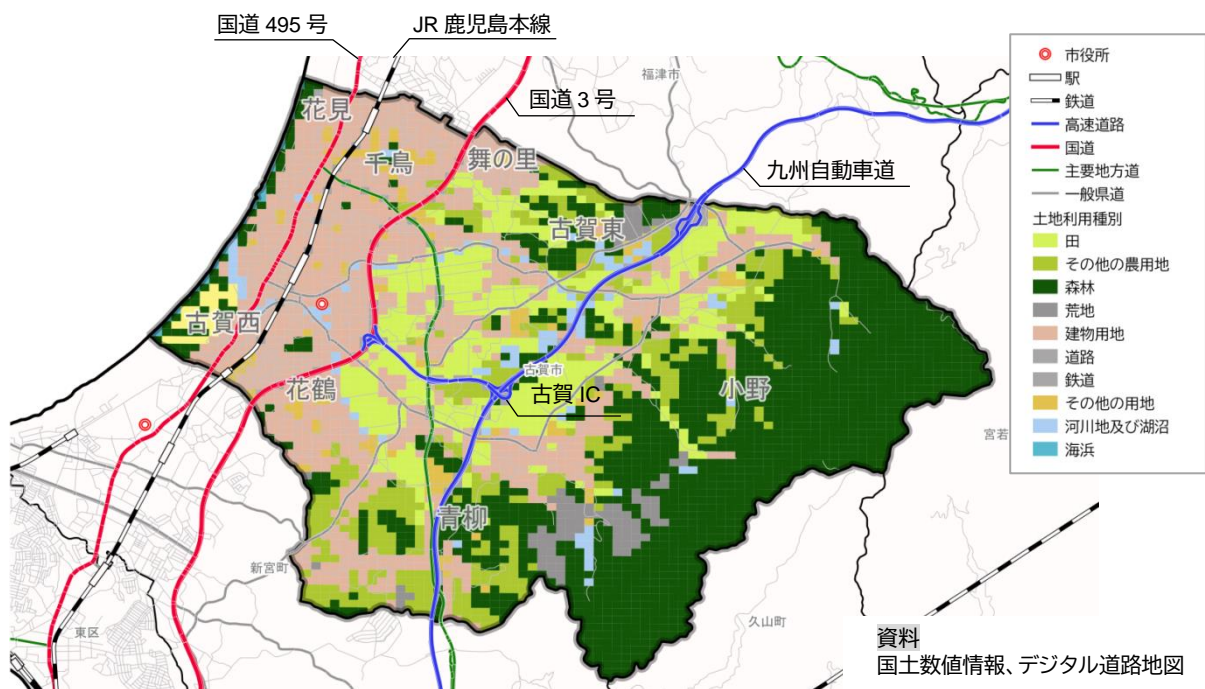 国道 495 号
JR 鹿児島本線
福津市
国道 3 号
花見
千鳥
舞の里
九州自動車道
古賀東
古賀西
古賀市
古賀 IC
花鶴
小野
宮若
青柳
新宮町
久山町
東区
市役所
駅
鉄道
高速道路
国道
主要地方道
一般県道
土地利用種別
田
その他の農用地
森林
荒地
建物用地
道路
鉄道
その他の用地
河川地及び湖沼
海浜
資料
国土数値情報、デジタル道路地図